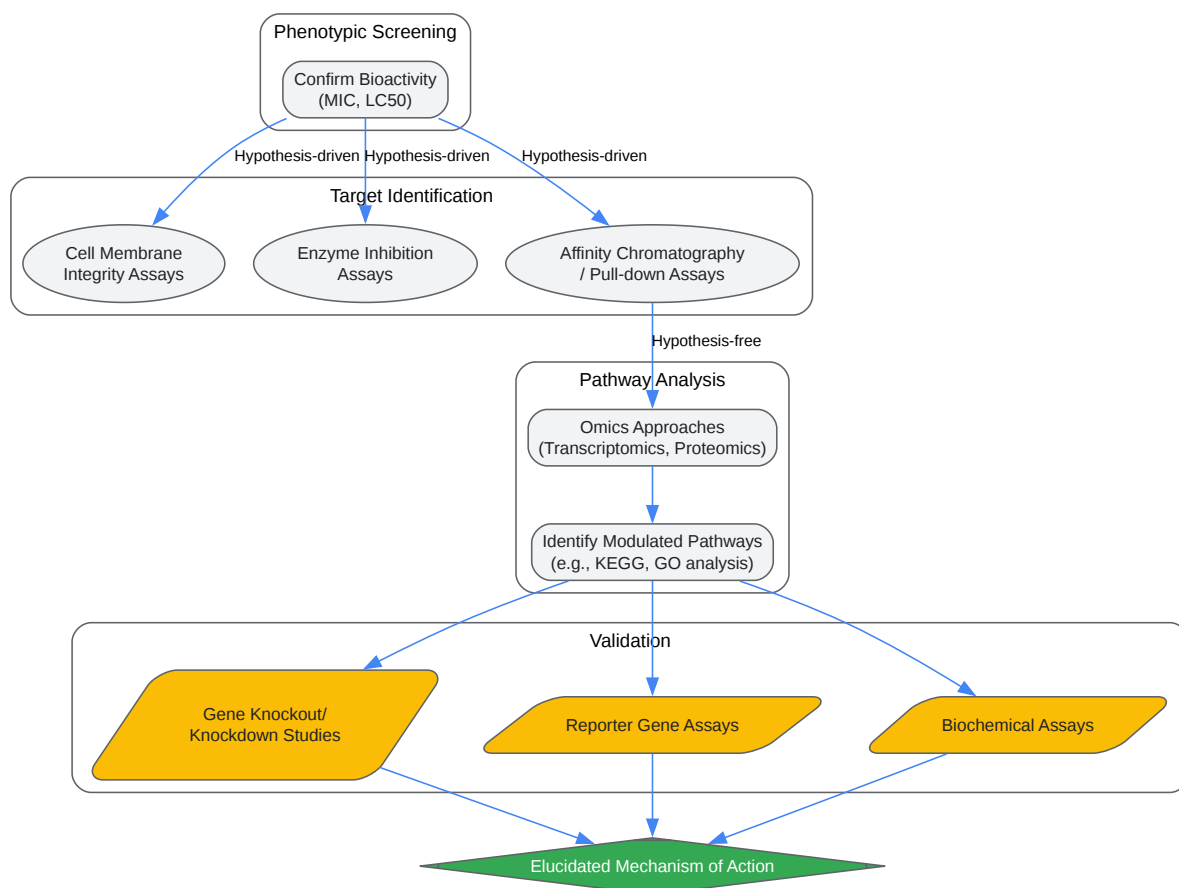 Phenotypic Screening
Confirm Bioactivity
(MIC, LC50)
Hypothesis-driven
Hypothesis-driven
Hypothesis-driven
Target Identification
Cell Membrane
Integrity Assays
Enzyme Inhibition
Assays
Affinity Chromatography
/ Pull-down Assays
Hypothesis-free
Pathway Analysis
Omics Approaches
(Transcriptomics, Proteomics)
Identify Modulated Pathways
(e.g., KEGG, GO analysis)
Validation
Gene Knockout/
Knockdown Studies
Reporter Gene Assays
Biochemical Assays
Elucidated Mechanism of Action